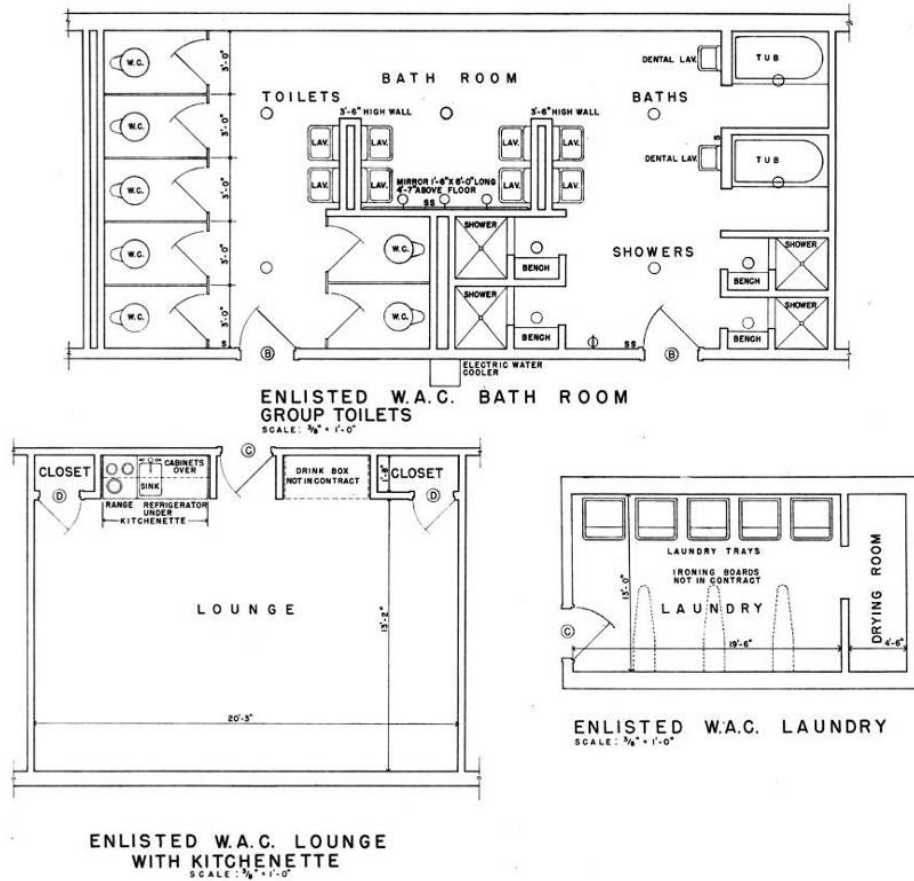 W.C.
W.C.
W.C.
W.C.
W.C.
3'-0"
3'-0"
3'-0"
3'-0"
3'-0"
S
BATH ROOM
TOILETS
BATHS
3'-6" HIGH WALL
3'-6" HIGH WALL
LAV.
LAV.
LAV.
LAV.
LAV.
LAV.
LAV.
LAV.
MIRROR 1'-6" X 8'-0" LONG
4'-7" ABOVE FLOOR
SS
DENTAL LAV.
TUB
S
DENTAL LAV.
TUB
W.C.
W.C.
SHOWER
BENCH
SHOWER
BENCH
SHOWERS
SHOWER
BENCH
SHOWER
BENCH
B
SS
B
ELECTRIC WATER
COOLER
ENLISTED W.A.C. BATH ROOM
GROUP TOILETS
SCALE: 3/8" = 1'-0"
CLOSET
D
CABINETS
OVER
SINK
RANGE REFRIGERATOR
UNDER
KITCHENETTE
C
DRINK BOX
NOT IN CONTRACT
CLOSET
D
LOUNGE
13'-2"
20'-3"
ENLISTED W.A.C. LOUNGE
WITH KITCHENETTE
SCALE: 3/8" = 1'-0"
LAUNDRY TRAYS
IRONING BOARDS
NOT IN CONTRACT
13'-0"
LAUNDRY
DRYING ROOM
C
19'-6"
4'-6"
ENLISTED W.A.C. LAUNDRY
SCALE: 3/8" = 1'-0"